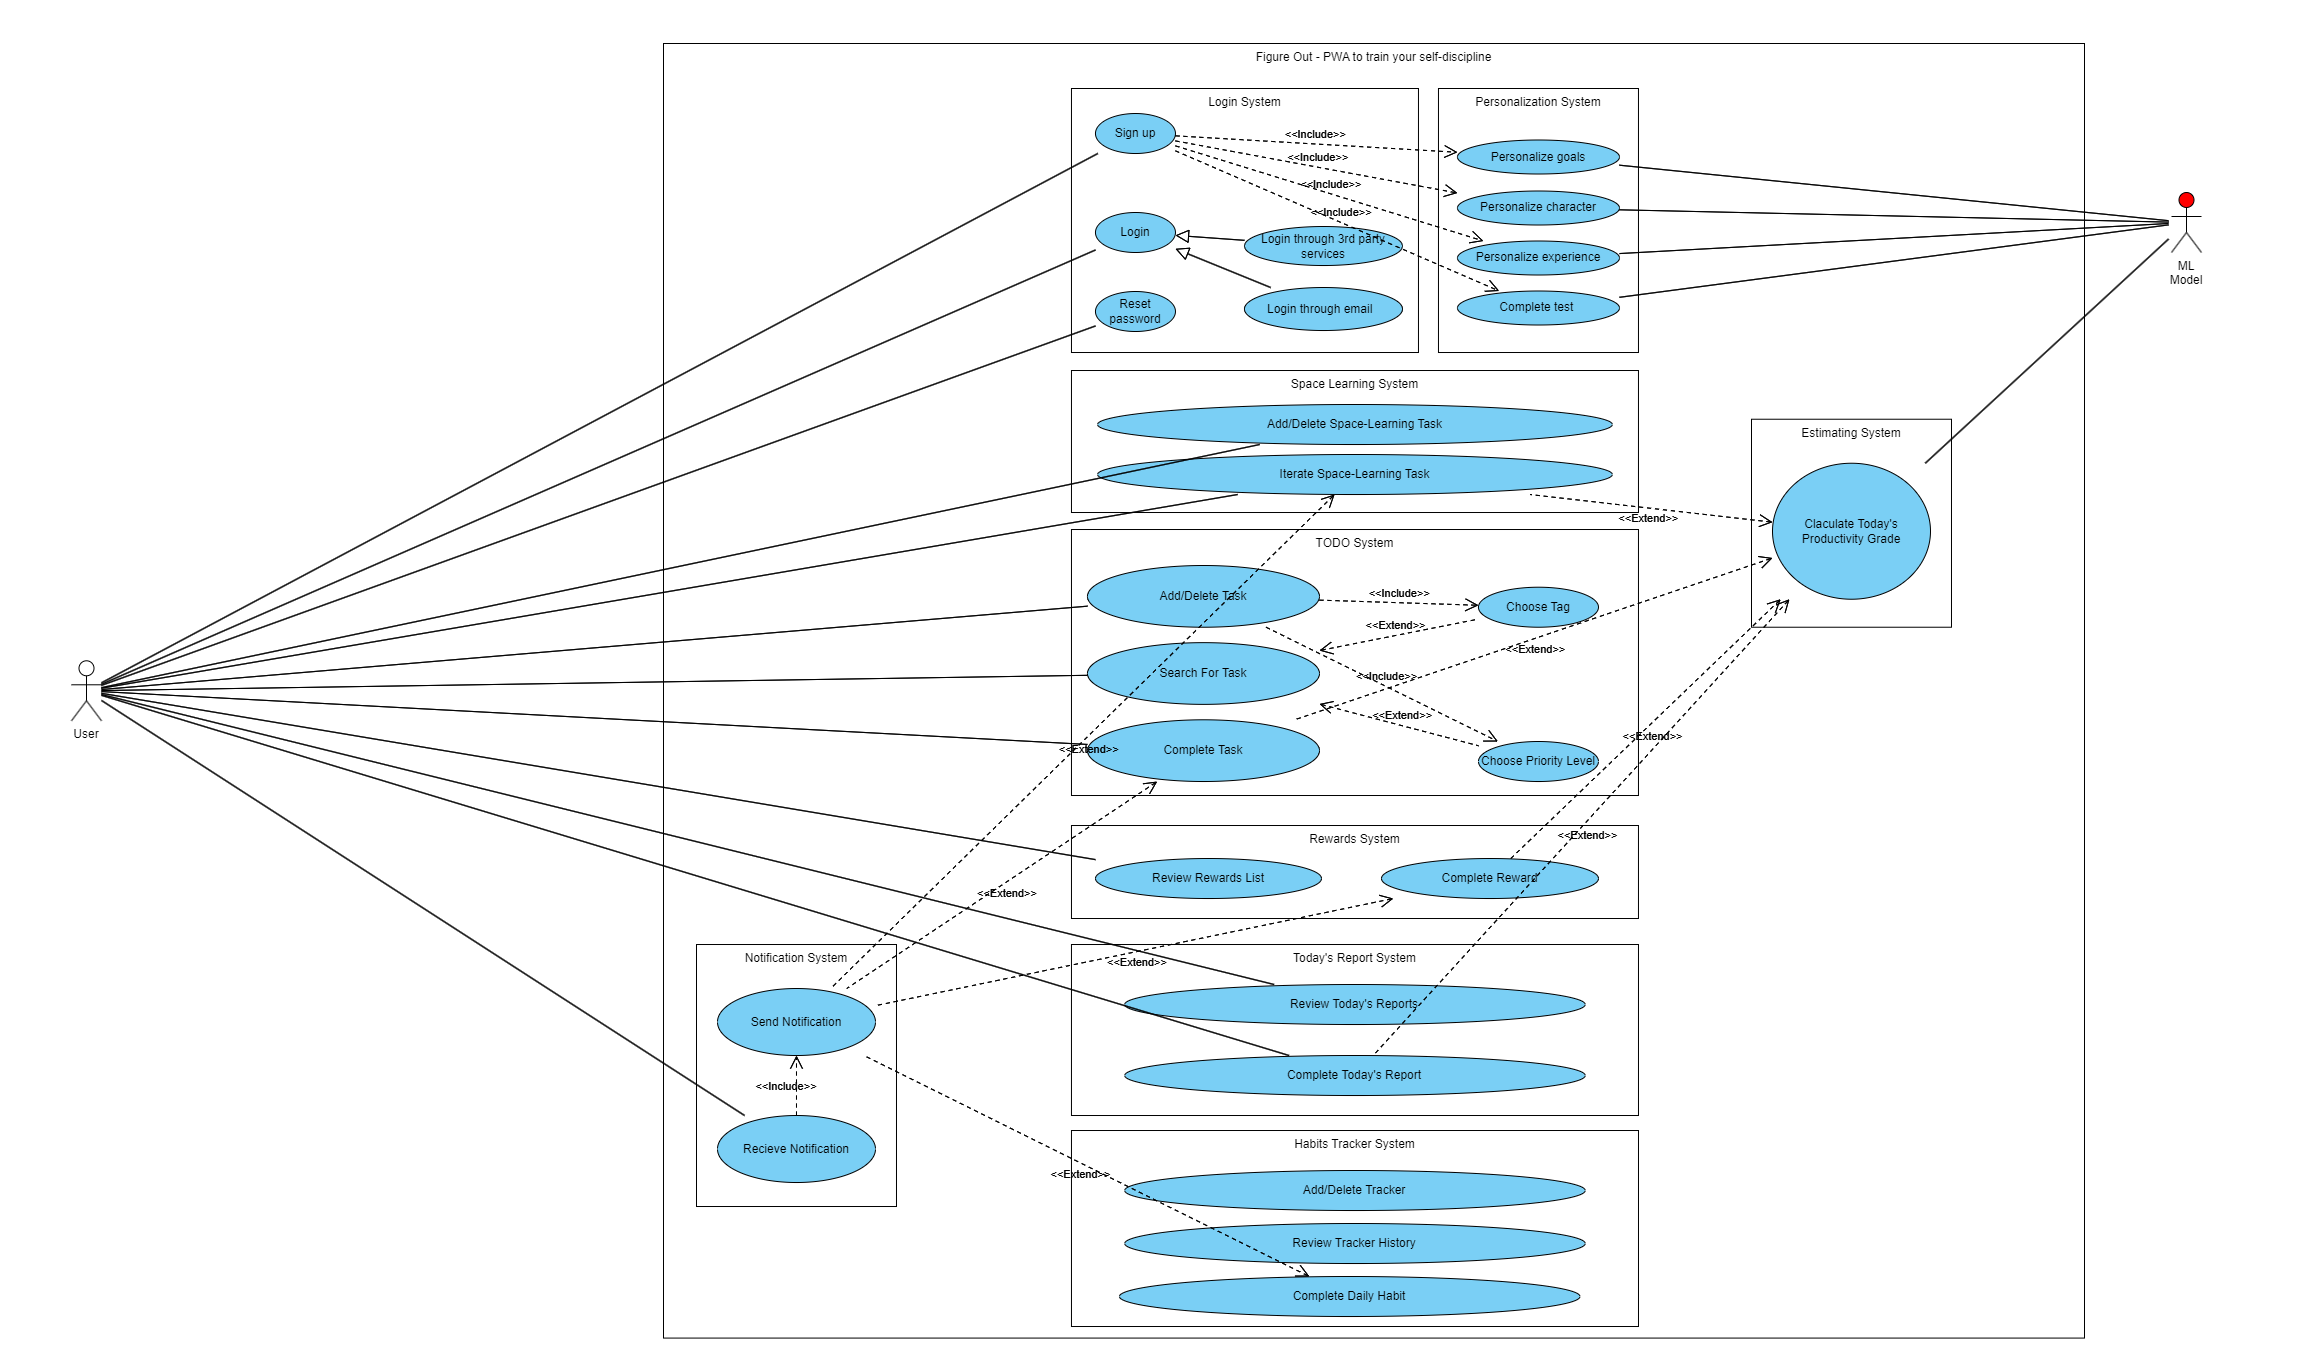 Figure Out - PWA to train your self-discipline
Login System
Sign up
Login
Reset
password
Login through 3rd party
services
Login through email
<<Include>>
<<Include>>
<<Include>>
<<Include>>
Personalization System
Personalize goals
Personalize character
Personalize experience
Complete test
ML
Model
Space Learning System
Add/Delete Space-Learning Task
Iterate Space-Learning Task
<<Extend>>
Estimating System
Claculate Today's
Productivity Grade
TODO System
Add/Delete Task
<<Include>>
Choose Tag
<<Extend>>
<<Extend>>
Search For Task
<<Include>>
<<Extend>>
Complete Task
Choose Priority Level
<<Extend>>
<<Extend>>
User
Rewards System
<<Extend>>
Review Rewards List
Complete Reward
<<Extend>>
Notification System
Send Notification
<<Include>>
Recieve Notification
<<Extend>>
Today's Report System
Review Today's Reports
Complete Today's Report
Habits Tracker System
<<Extend>>
Add/Delete Tracker
Review Tracker History
Complete Daily Habit